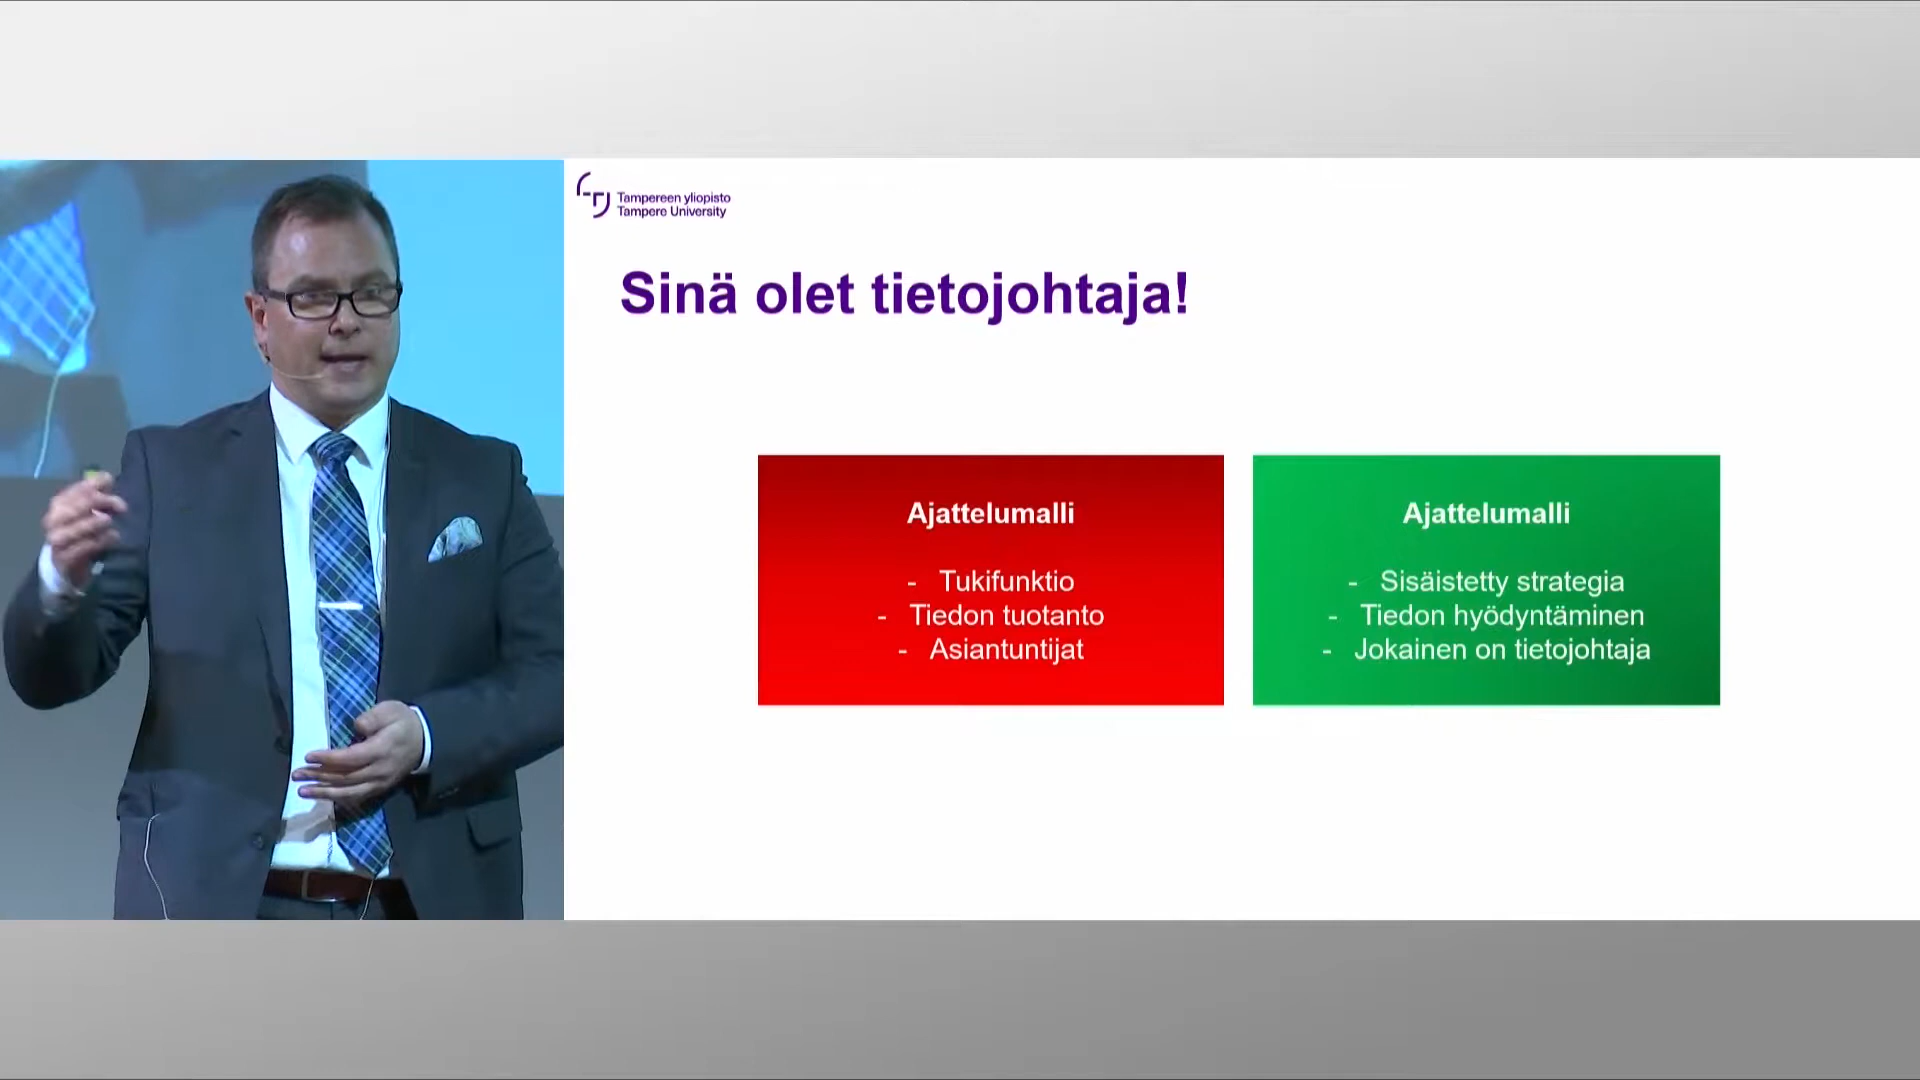 Tampereen yliopisto
Tampere University
Sinä olet tietojohtaja!
Ajattelumalli
- Tukifunktio
- Tiedon tuotanto
- Asiantuntijat
Ajattelumalli
- Sisäistetty strategia
- Tiedon hyödyntäminen
- Jokainen on tietojohtaja